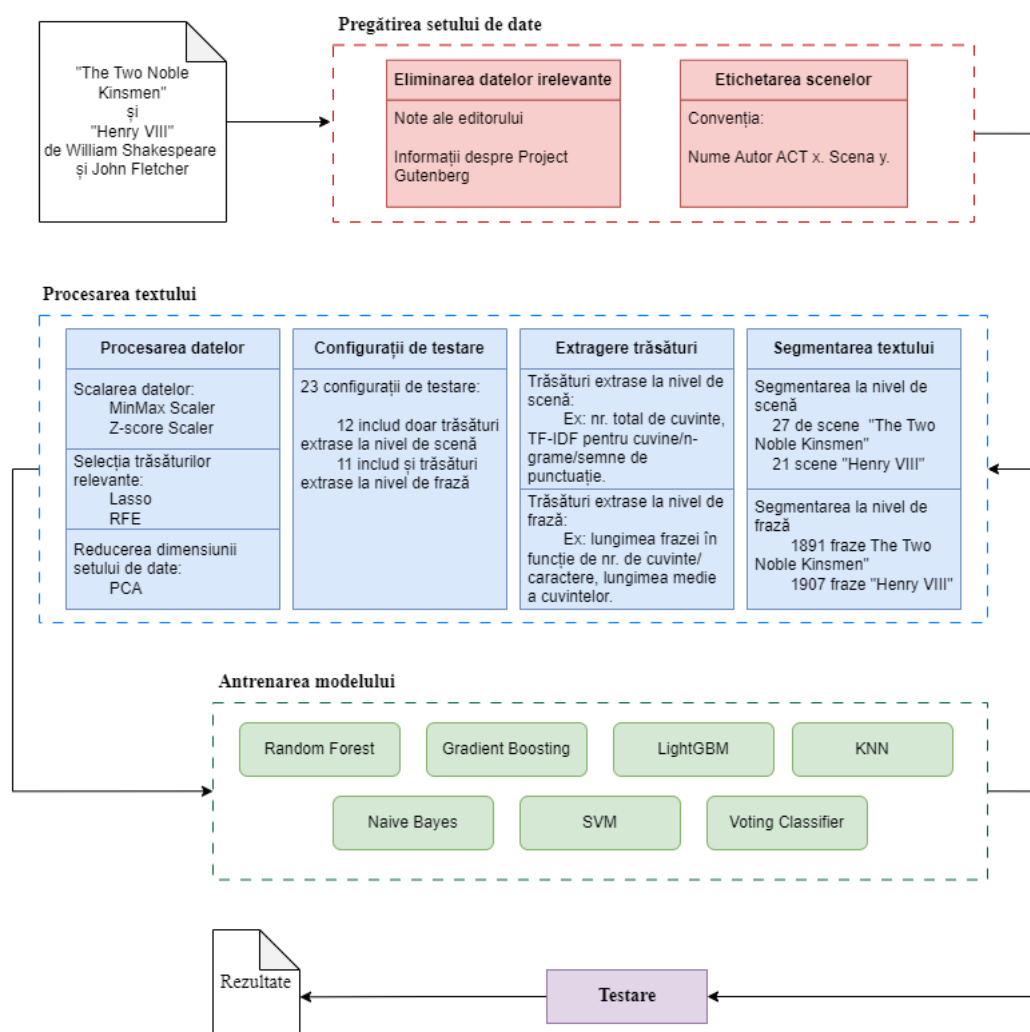 Pregătirea setului de date
"The Two Noble
Kinsmen"
și
"Henry VIII"
de William Shakespeare
și John Fletcher
Eliminarea datelor irelevante
Note ale editorului
Informații despre Project
Gutenberg
Etichetarea scenelor
Convenția:
Nume Autor ACT x. Scena y.
Procesarea textului
Procesarea datelor
Scalarea datelor:
MinMax Scaler
Z-score Scaler
Selecția trăsăturilor
relevante:
Lasso
RFE
Reducerea dimensiunii
setului de date:
PCA
Configurații de testare
23 configurații de testare:
12 includ doar trăsături
extrase la nivel de scenă
11 includ și trăsături
extrase la nivel de frază
Extragere trăsături
Trăsături extrase la nivel de
scenă:
Ex: nr. total de cuvinte,
TF-IDF pentru cuvine/n-
grame/semne de
punctuație.
Trăsături extrase la nivel de
frază:
Ex: lungimea frazei în
funcție de nr. de cuvinte/
caractere, lungimea medie
a cuvintelor.
Segmentarea textului
Segmentarea la nivel de
scenă
27 de scene "The Two
Noble Kinsmen"
21 scene "Henry VIII"
Segmentarea la nivel de
frază
1891 fraze The Two
Noble Kinsmen"
1907 fraze "Henry VIII"
Antrenarea modelului
Random Forest
Gradient Boosting
LightGBM
KNN
Naive Bayes
SVM
Voting Classifier
Rezultate
Testare